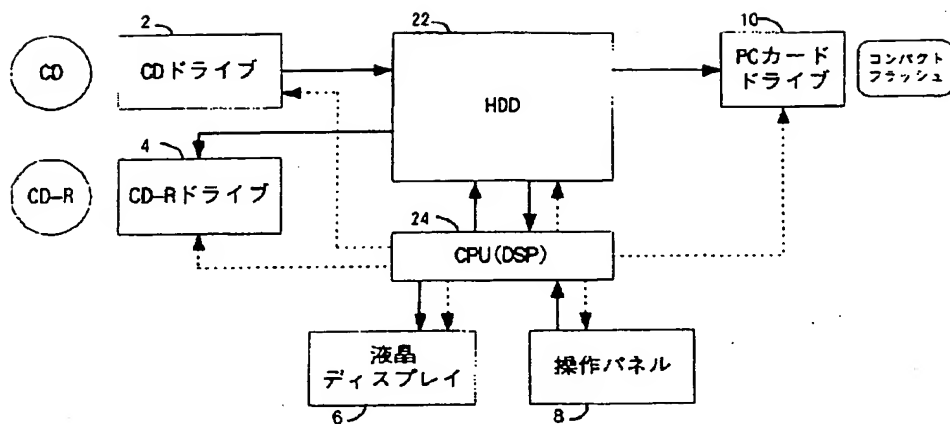 2
22
10
CD
CDドライブ
HDD
PCカード
ドライブ
コンパクト
フラッシュ
4
CD-R
CD-Rドライブ
24
CPU(DSP)
液晶
ディスプレイ
操作パネル
6
8